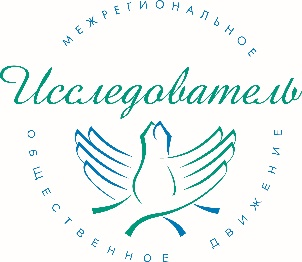 МЕЖРЕГИОНАЛЬНОЕ
Исследователь
ОБЩЕСТВЕННОЕ ДВИЖЕНИЕ